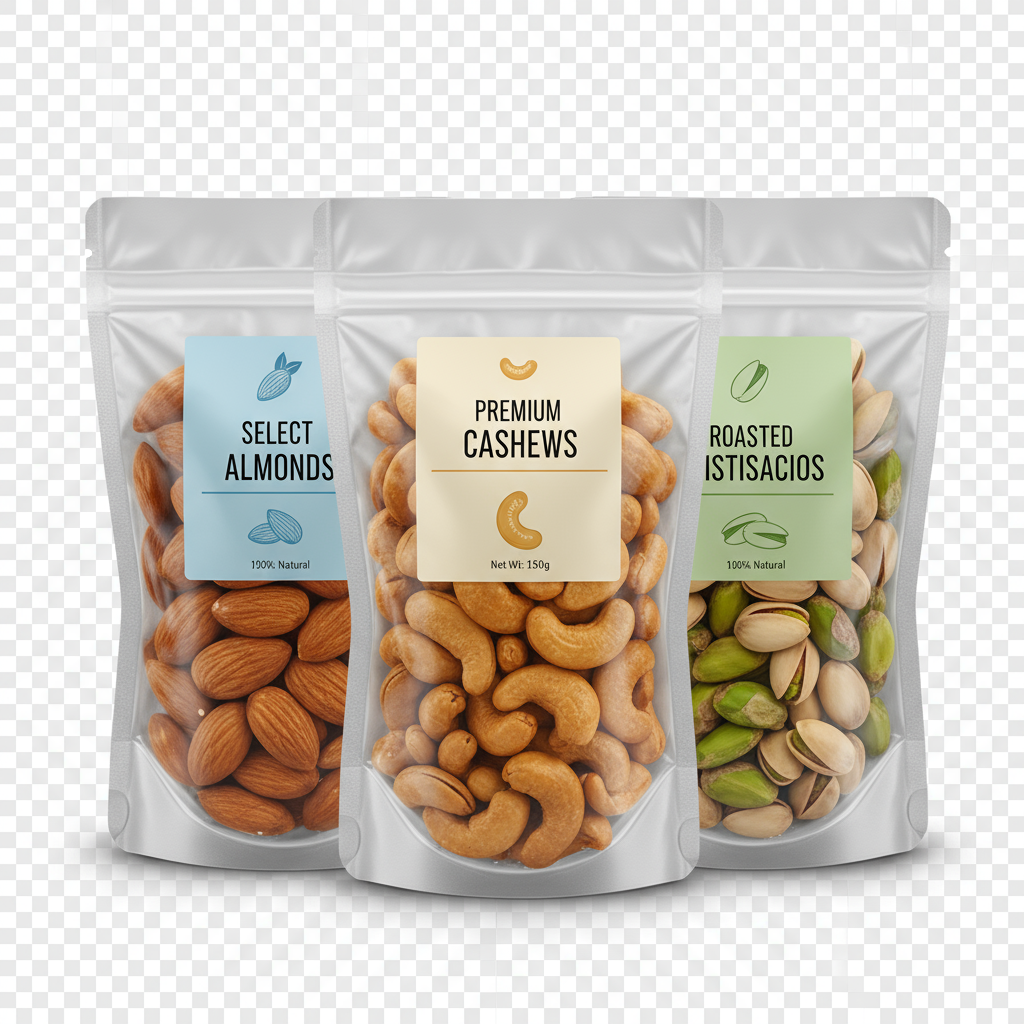 SELECT
ALMONDS
100% Natural
PREMIUM
CASHEWS
Net Wt: 150g
ROASTED
ISTISACIOS
100% Natural